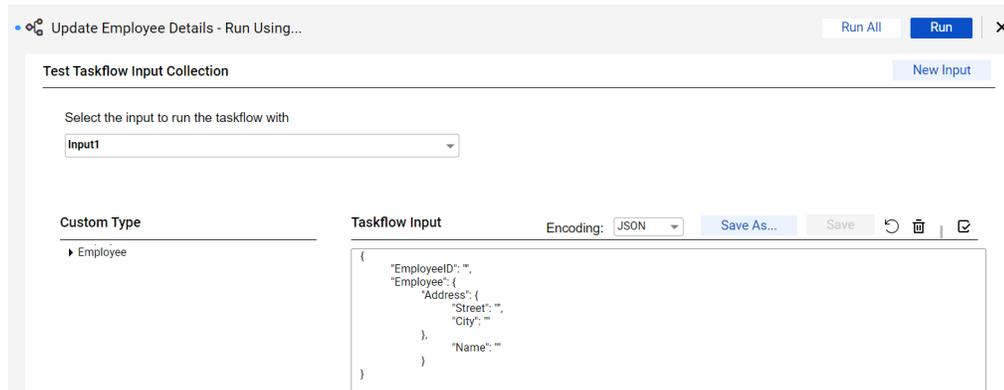 Update Employee Details - Run Using...
Run All
Run
Test Taskflow Input Collection
New Input
Select the input to run the taskflow with
Input1
Custom Type
Taskflow Input
Encoding:
JSON
Save As...
Save
Employee
{
"EmployeeID": "",
"Employee": {
"Address": {
"Street": "",
"City": ""
},
"Name": ""
}
}